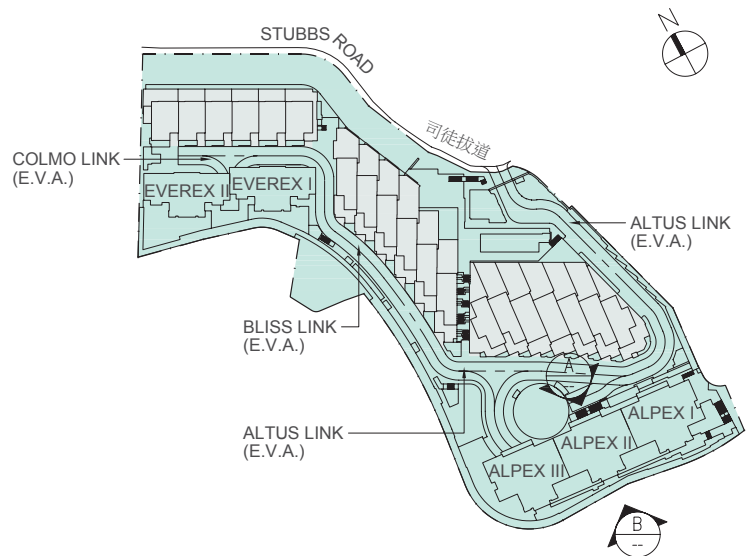 N
STUBBS ROAD
司徒拔道
COLMO LINK
(E.V.A.)
EVEREX II
EVEREX I
ALTUS LINK
(E.V.A.)
BLISS LINK
(E.V.A.)
A
--
ALTUS LINK
(E.V.A.)
ALPEX I
ALPEX II
ALPEX III
B
--